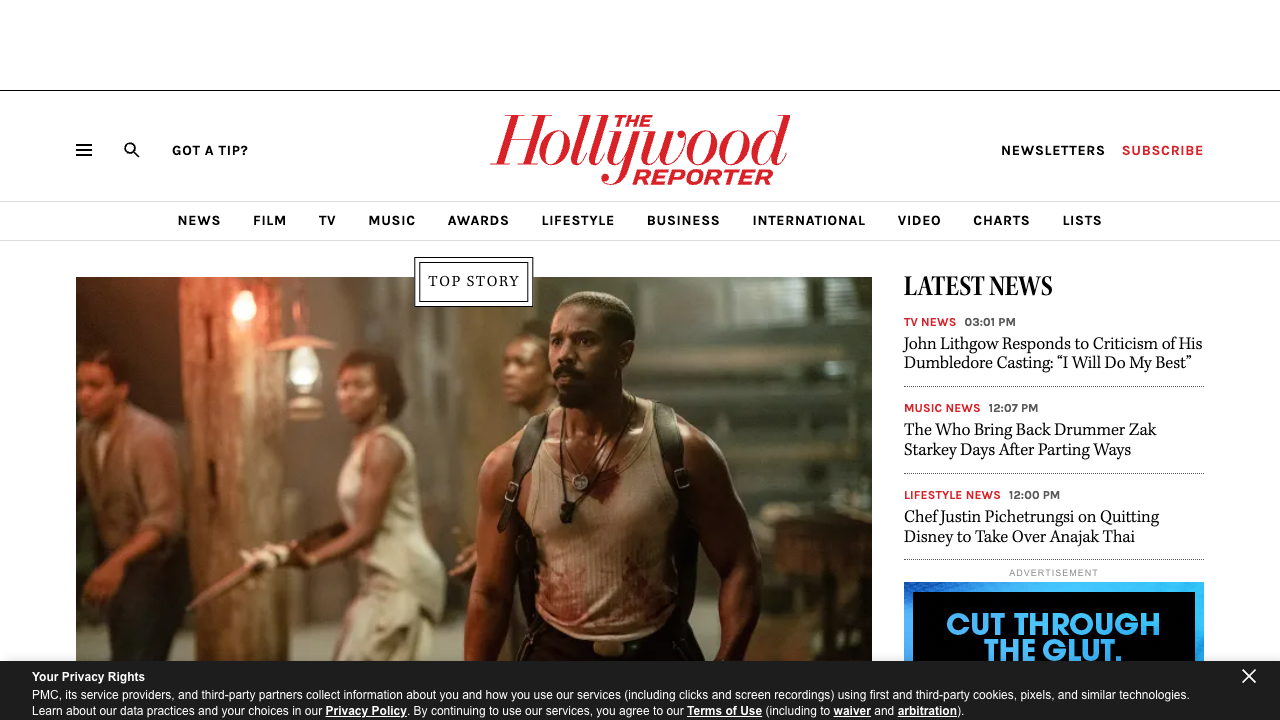 GOT A TIP?
THE
Hollywood
REPORTER
NEWSLETTERS SUBSCRIBE
NEWS FILM TV MUSIC AWARDS LIFESTYLE BUSINESS INTERNATIONAL VIDEO CHARTS LISTS
TOP STORY
LATEST NEWS
TV NEWS 03:01 PM
John Lithgow Responds to Criticism of His
Dumbledore Casting: “I Will Do My Best”
MUSIC NEWS 12:07 PM
The Who Bring Back Drummer Zak
Starkey Days After Parting Ways
LIFESTYLE NEWS 12:00 PM
Chef Justin Pichetrungsi on Quitting
Disney to Take Over Anajak Thai
ADVERTISEMENT
CUT THROUGH
THE GLUT.
Your Privacy Rights
PMC, its service providers, and third-party partners collect information about you and how you use our services (including clicks and screen recordings) using first and third-party cookies, pixels, and similar technologies.
Learn about our data practices and your choices in our Privacy Policy. By continuing to use our services, you agree to our Terms of Use (including to waiver and arbitration).